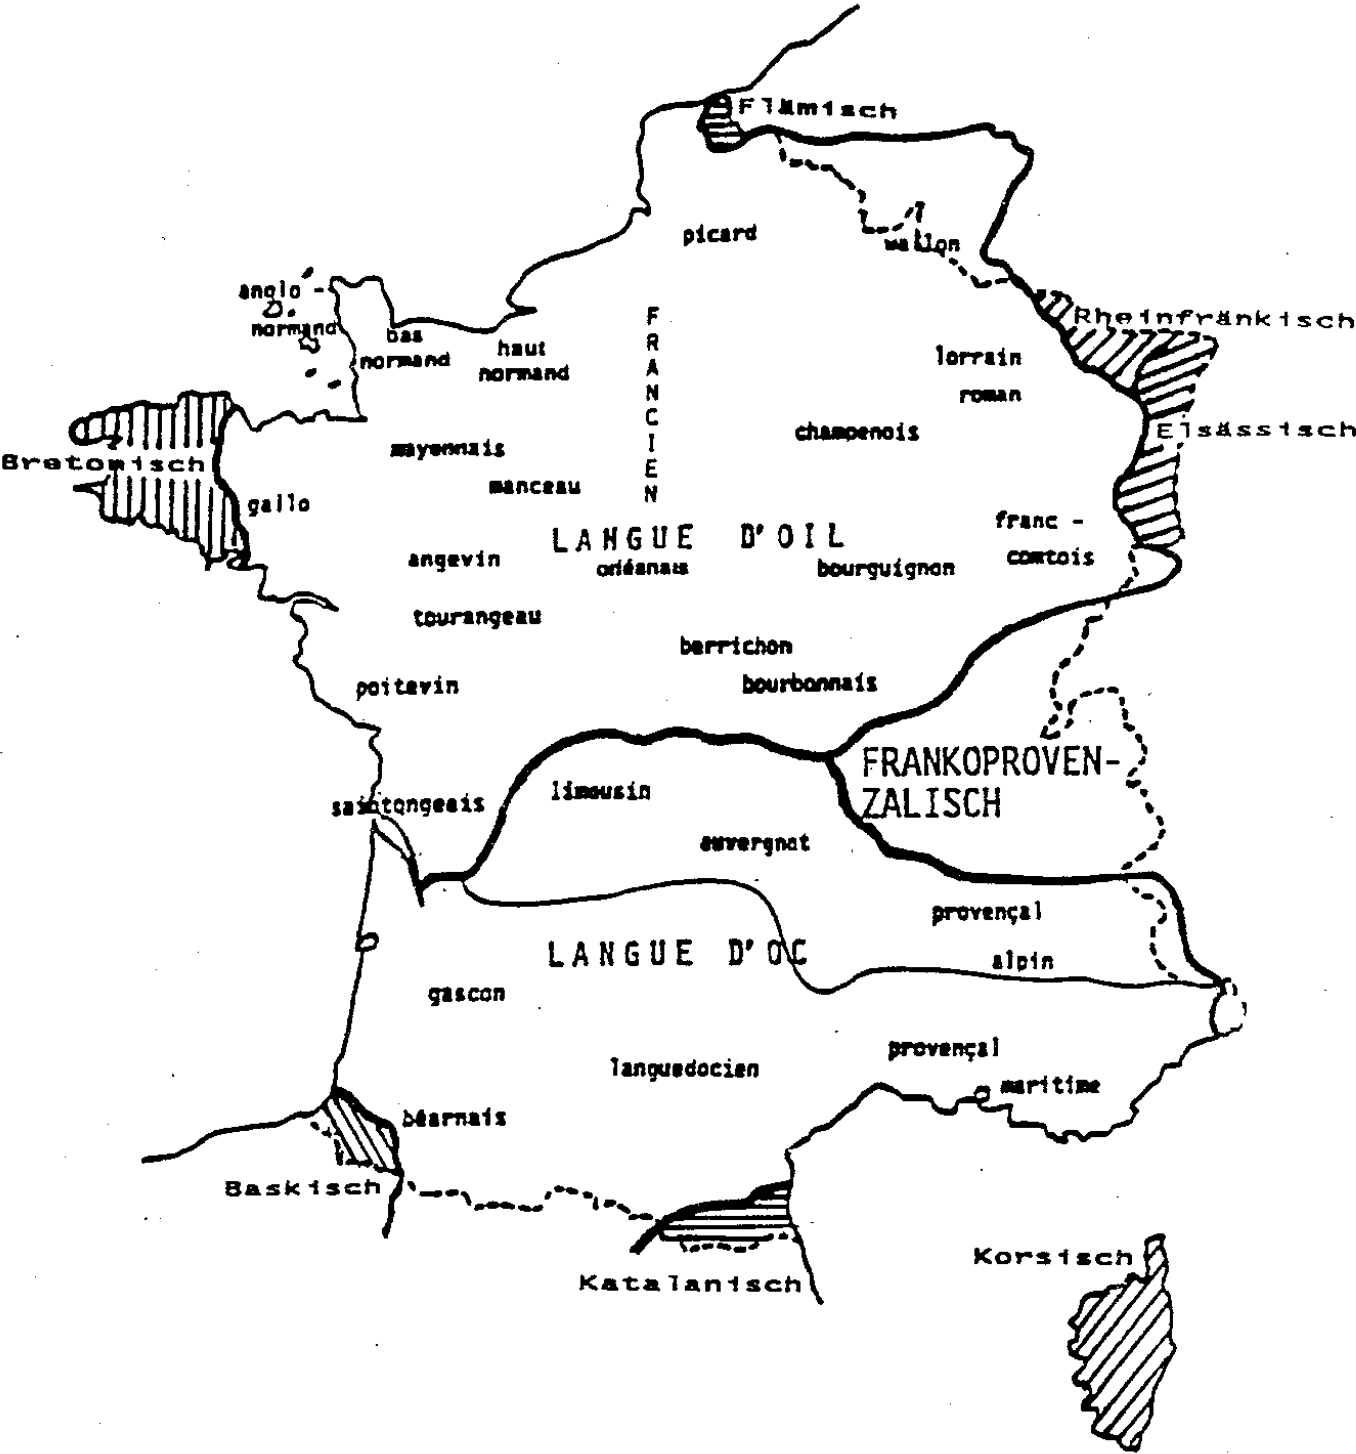 Flämisch
picard
wallon
anglo -
normand
bas
normand
haut
normand
FRANCIEN
Rheinfränkisch
lorrain
roman
champenois
Elsässisch
mayennais
manceau
Bretonisch
gallo
LANGUE D'OIL
franc -
comtois
angevin
orléanais
bourguignon
tourangeau
berrichon
bourbonnais
poitevin
FRANKOPROVEN-
ZALISCH
saintongeais
limousin
auvergnat
provençal
alpin
LANGUE D'OC
gascon
languedocien
provençal
maritime
béarnais
Baskisch
Katalanisch
Korsisch